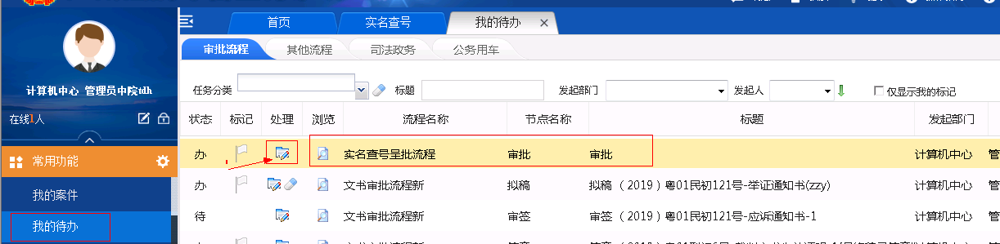 首页 实名查号 我的待办
审批流程 其他流程 司法政务 公务用车
计算机中心 管理员中院tdh
在线1人
常用功能
我的案件
我的待办
任务分类 标题 发起部门 发起人 仅显示我的标记
状态 标记 处理 浏览 流程名称 节点名称 标题 发起部门
办 实名查号呈批流程 审批 审批 计算机中心 管
办 文书审批流程新 拟稿 拟稿 （2019）粤01民初121号-举证通知书(zzy) 计算机中心 管
待 文书审批流程新 审签 审签 （2019）粤01民初121号-应诉通知书-1 计算机中心 管